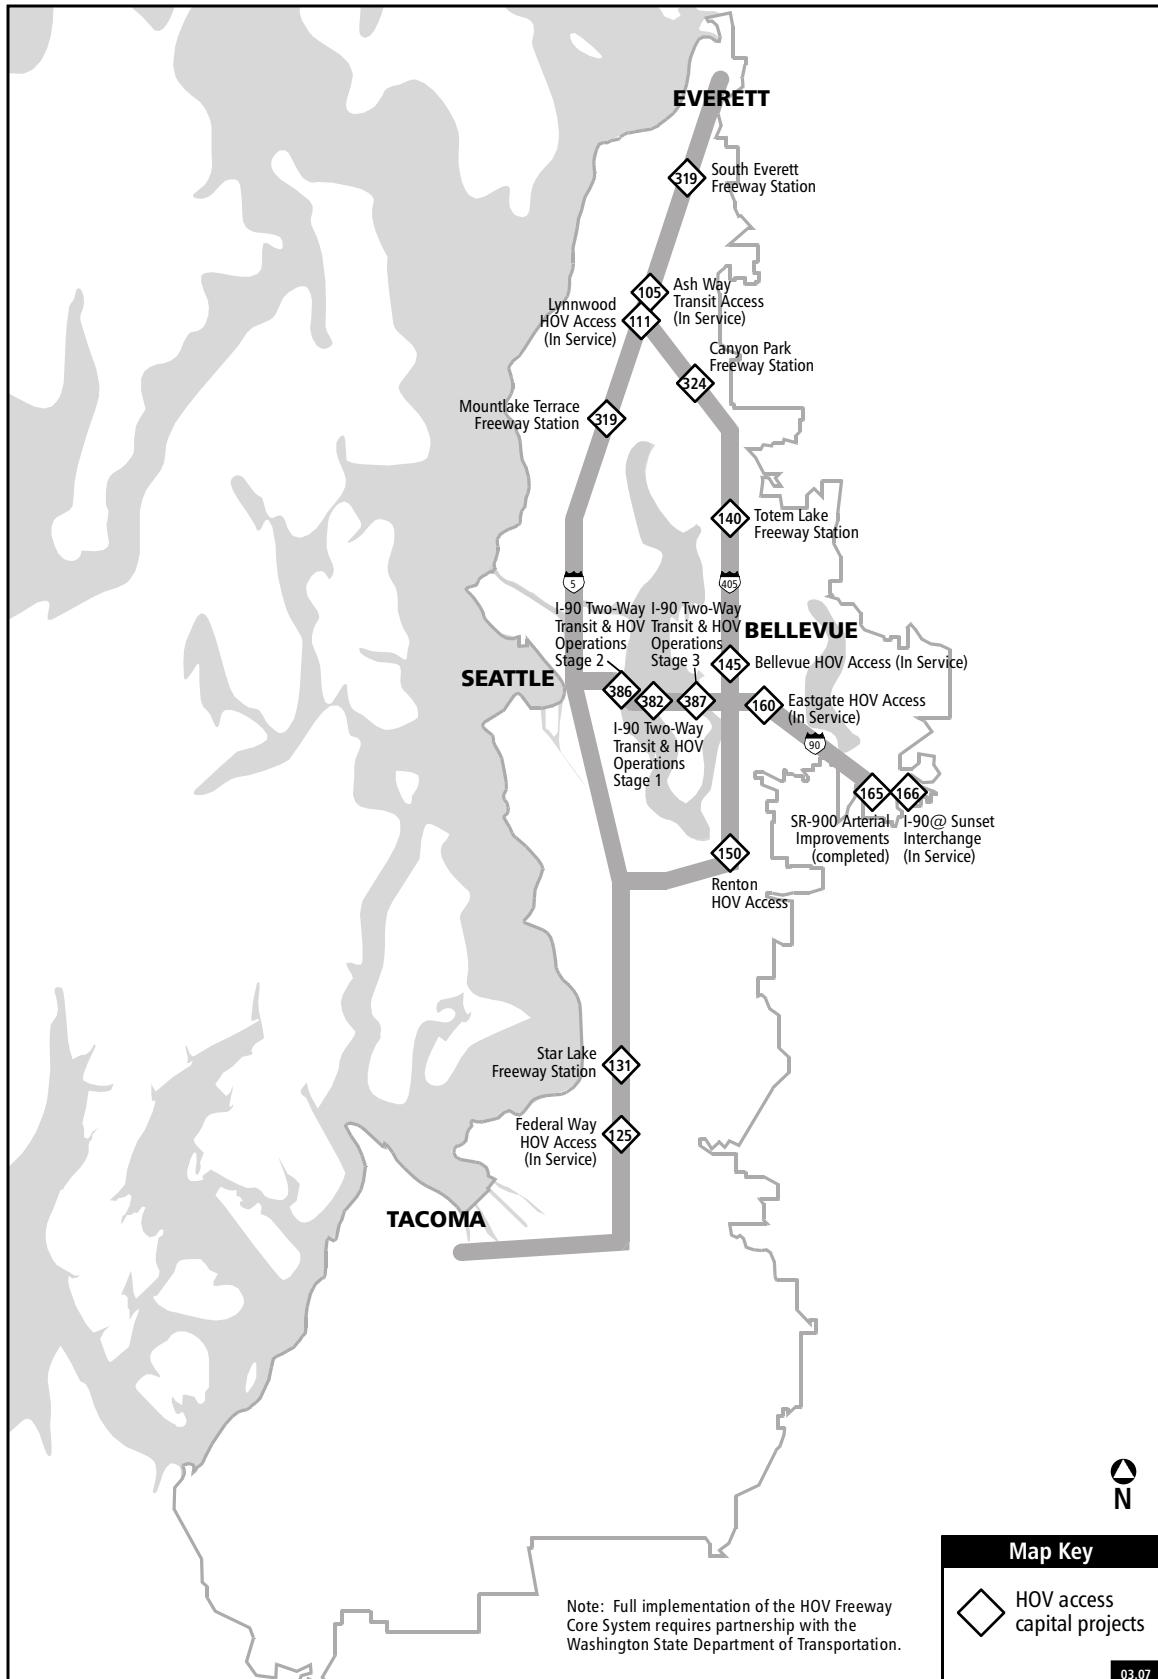 EVERETT
319
South Everett
Freeway Station
105
Ash Way
Transit Access
(In Service)
Lynnwood
HOV Access
(In Service)
111
Canyon Park
Freeway Station
324
Mountlake Terrace
Freeway Station
319
140
Totem Lake
Freeway Station
5
405
I-90 Two-Way
Transit & HOV
Operations
Stage 2
I-90 Two-Way
Transit & HOV
Operations
Stage 3
BELLEVUE
145
Bellevue HOV Access (In Service)
SEATTLE
386
382
387
160
Eastgate HOV Access
(In Service)
I-90 Two-Way
Transit & HOV
Operations
Stage 1
90
165
166
SR-900 Arterial
Improvements
(completed)
I-90@ Sunset
Interchange
(In Service)
150
Renton
HOV Access
Star Lake
Freeway Station
131
Federal Way
HOV Access
(In Service)
125
TACOMA
N
Map Key
HOV access
capital projects
Note: Full implementation of the HOV Freeway
Core System requires partnership with the
Washington State Department of Transportation.
03.07